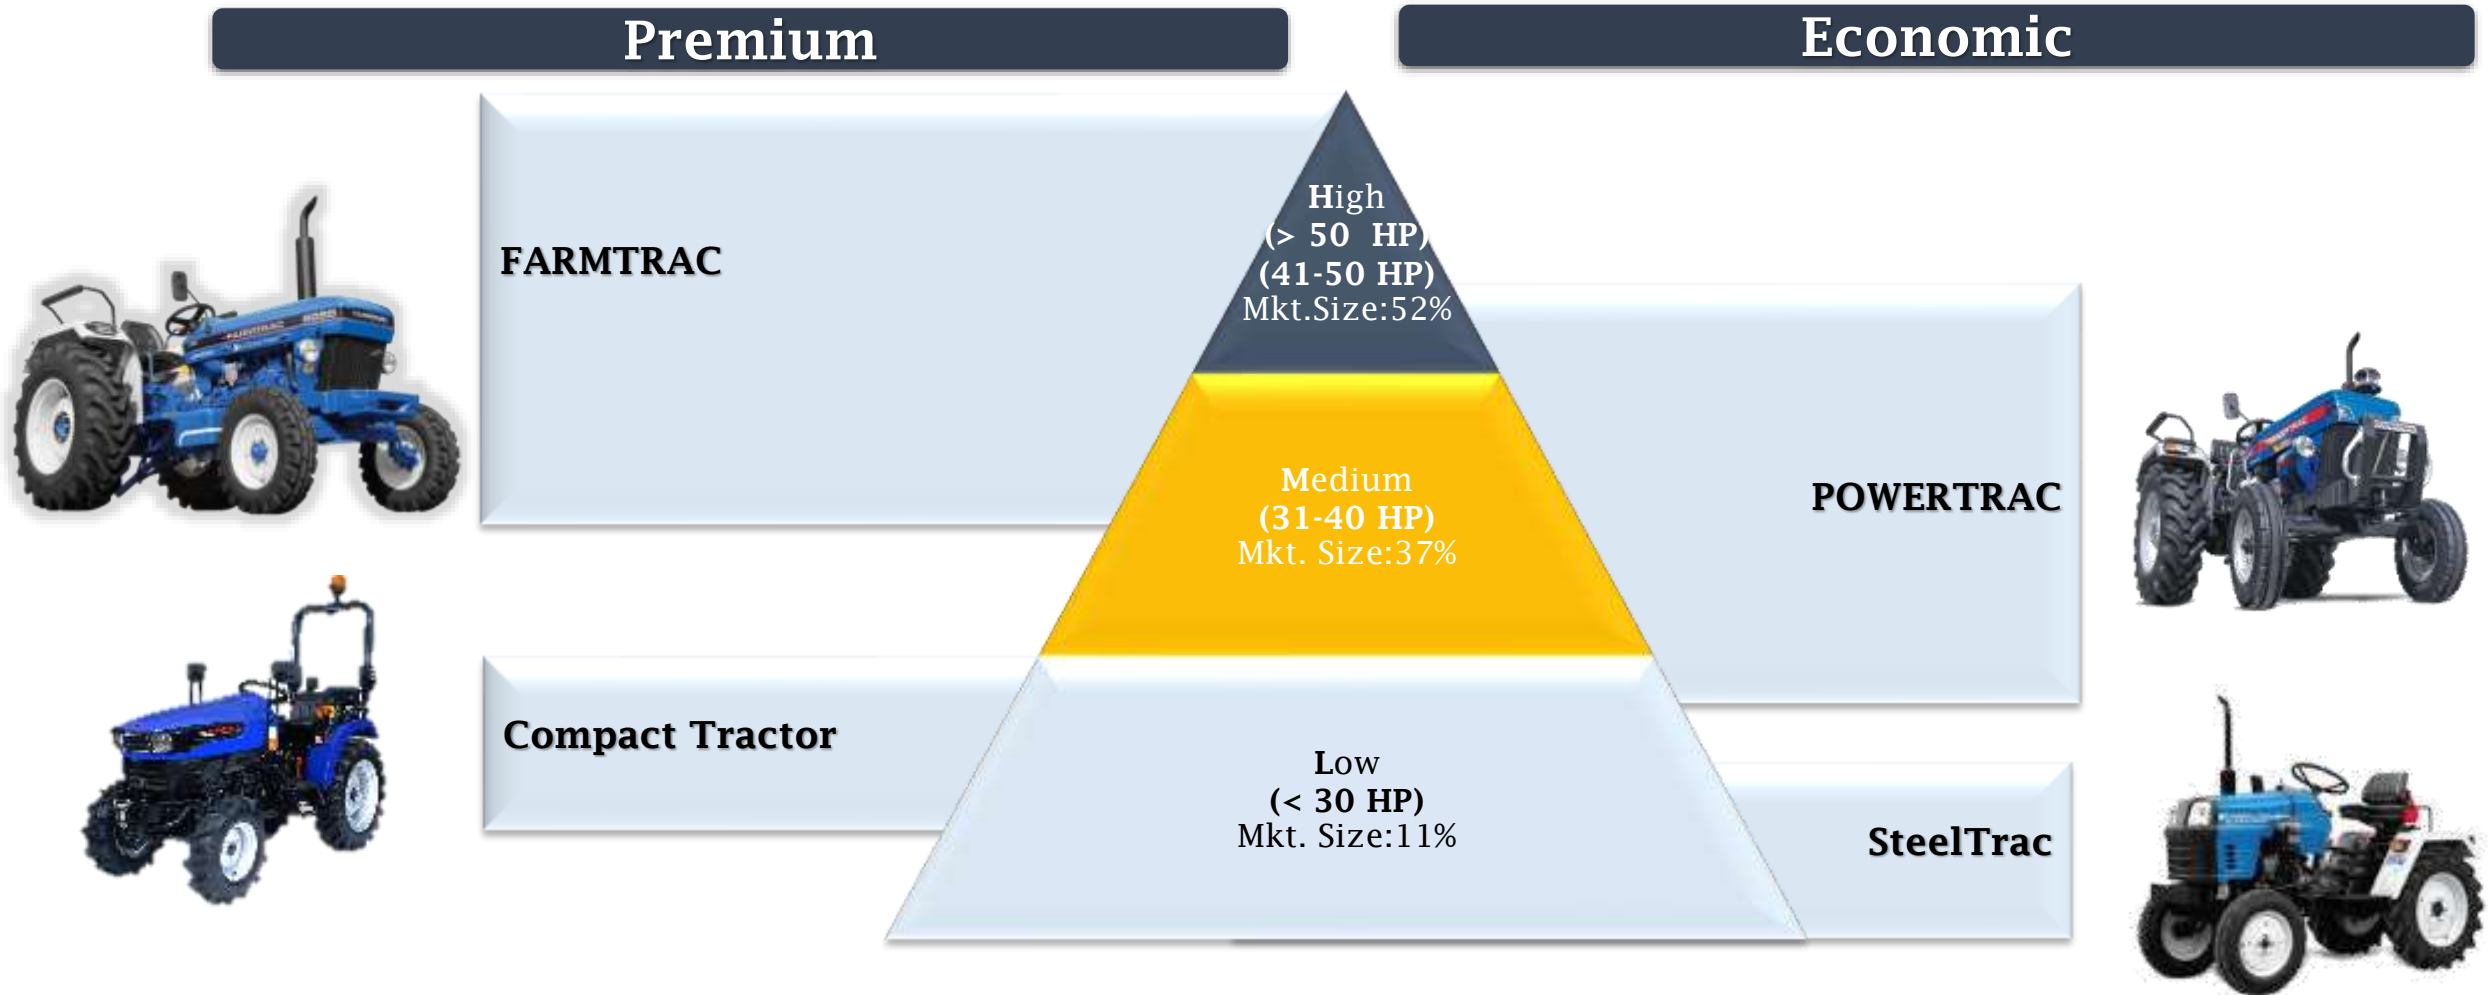 Premium
Economic
High
(> 50 HP)
(41-50 HP)
Mkt.Size:52%
FARMTRAC
Medium
(31-40 HP)
Mkt. Size:37%
POWERTRAC
Compact Tractor
Low
(< 30 HP)
Mkt. Size:11%
SteelTrac
FARMTRAC